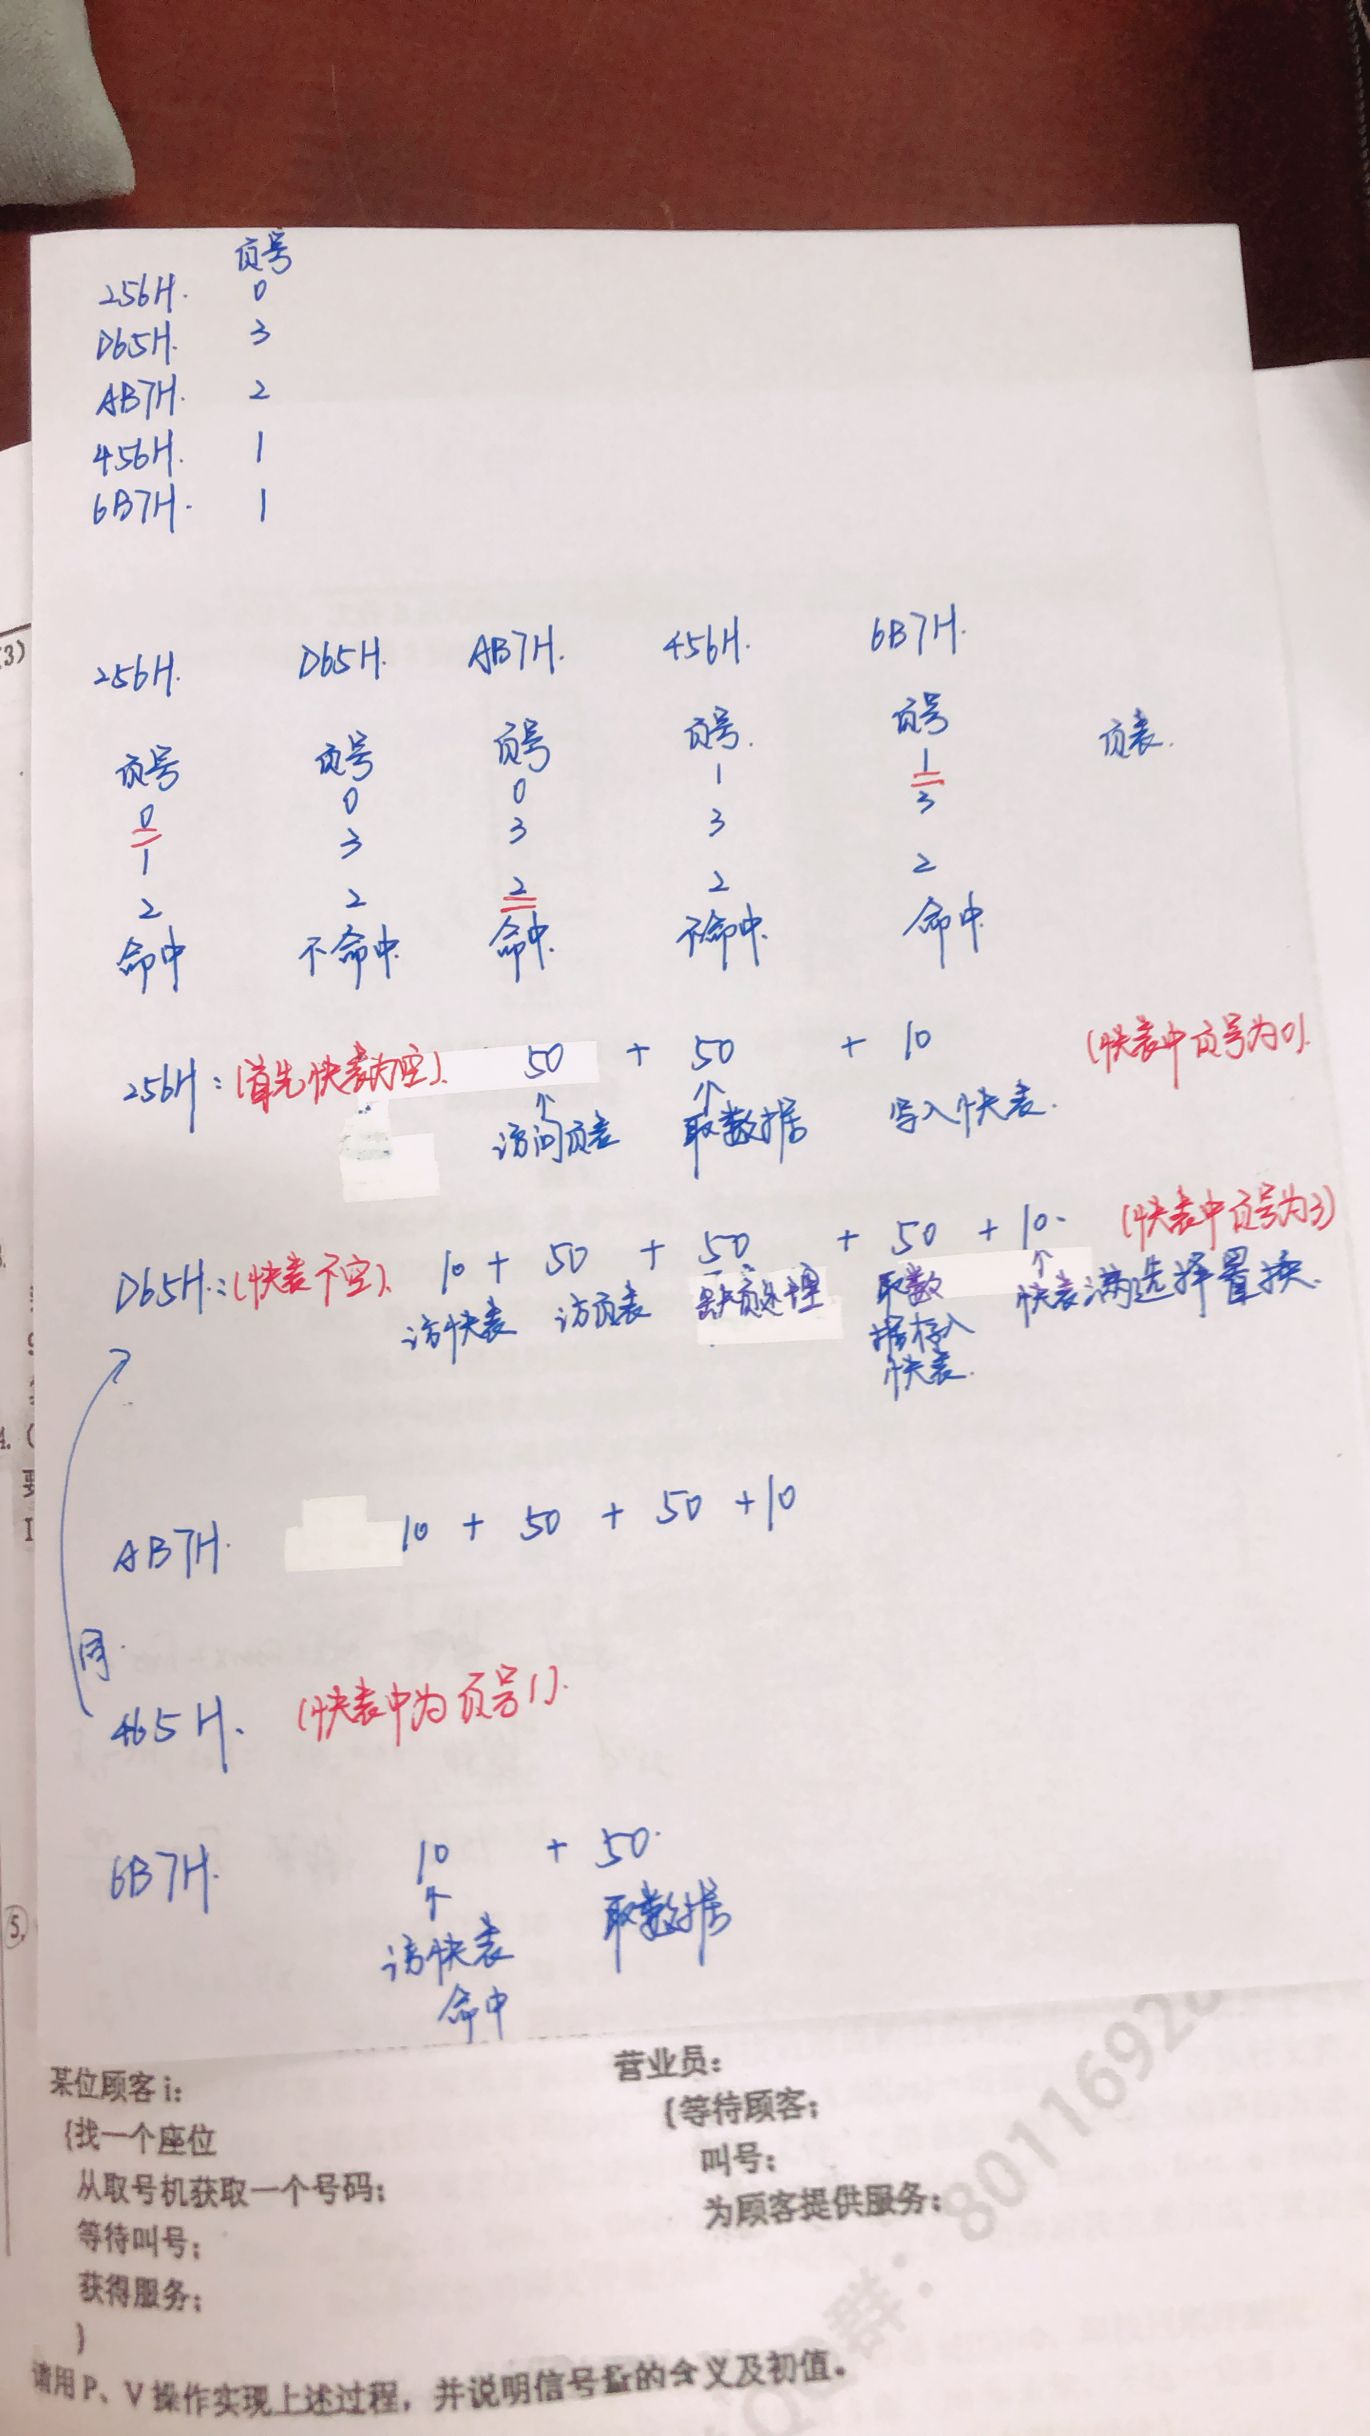 页号
256H. 0
D65H. 3
AB7H. 2
456H. 1
6B7H. 1
3)
256H. D65H. AB7H. 456H. 6B7H.
页号 页号 页号 页号. 页号 页表.
0 0 0 1 1
1 3 3 3 3
2 2 2 2 2
命中 不命中. 命中. 不命中. 命中.
256H: (首先快表为空). 50 + 50 + 10 (快表中页号为0).
访问页表 取数据 写入快表.
D65H: (快表不空). 10 + 50 + 50 + 50 + 10. (快表中页号为3)
访快表 访页表 缺页处理 取数 快表满选择置换.
据存入
快表.
AB7H. 10 + 50 + 50 + 10
同.
465H. (快表中为页号1).
6B7H. 10 + 50.
访快表 取数据
命中
5,
某位顾客 i: 营业员:
{找一个座位 {等待顾客;
从取号机获取一个号码; 叫号;
等待叫号; 为顾客提供服务;
获得服务;
}
请用 P、V 操作实现上述过程，并说明信号量的含义及初值。
QQ群：8011692